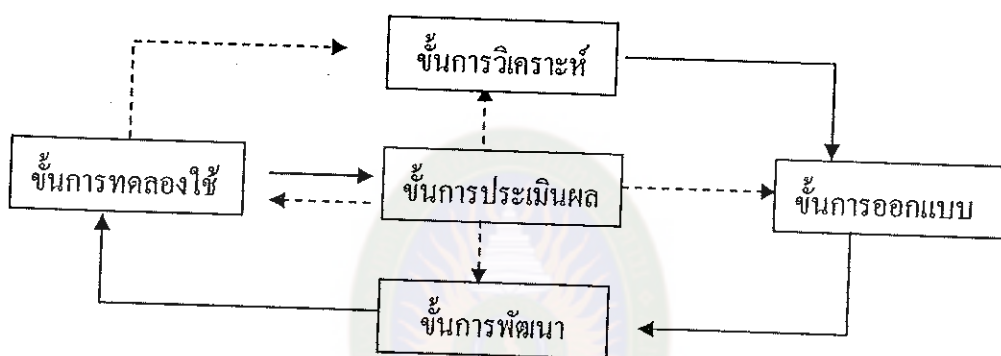 ขั้นการวิเคราะห์
ขั้นการทดลองใช้
ขั้นการประเมินผล
ขั้นการออกแบบ
ขั้นการพัฒนา